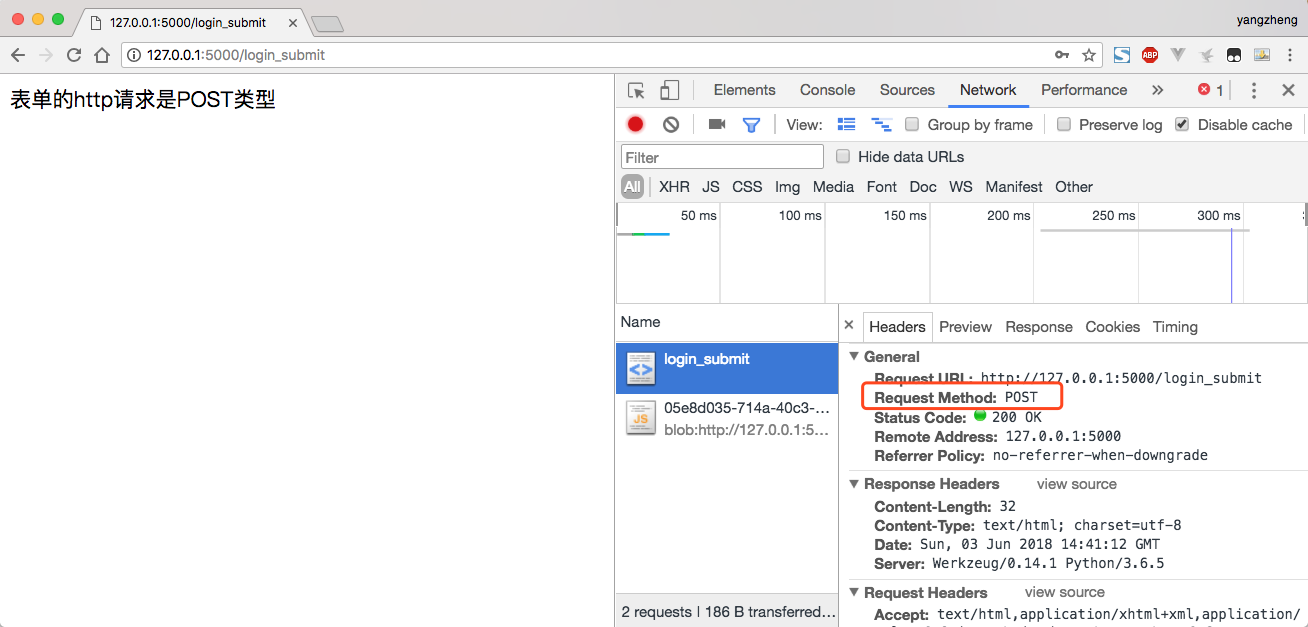 127.0.0.1:5000/login_submit
yangzheng
127.0.0.1:5000/login_submit
ABP
表单的http请求是POST类型
Elements Console Sources Network Performance 1
View: Group by frame Preserve log Disable cache
Filter Hide data URLs
All XHR JS CSS Img Media Font Doc WS Manifest Other
50 ms 100 ms 150 ms 200 ms 250 ms 300 ms
Name
Headers Preview Response Cookies Timing
login_submit
JS
05e8d035-714a-40c3-…
blob:http://127.0.0.1:5…
2 requests | 186 B transferred…
General
Request URL: http://127.0.0.1:5000/login_submit
Request Method: POST
Status Code: 200 OK
Remote Address: 127.0.0.1:5000
Referrer Policy: no-referrer-when-downgrade
Response Headers view source
Content-Length: 32
Content-Type: text/html; charset=utf-8
Date: Sun, 03 Jun 2018 14:41:12 GMT
Server: Werkzeug/0.14.1 Python/3.6.5
Request Headers view source
Accept: text/html,application/xhtml+xml,application/